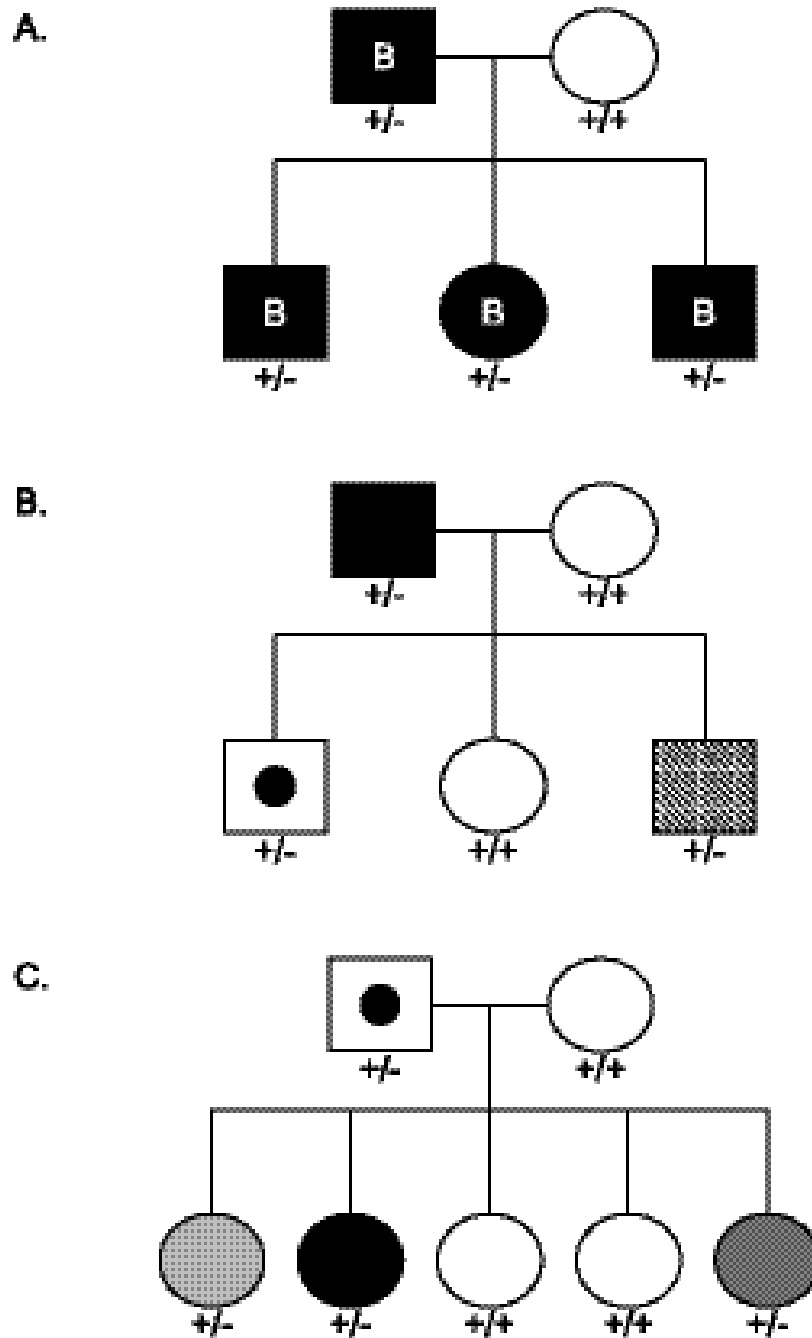 A.
B
+/- +/+
B B B
+/- +/- +/-
B.
+/- +/+
+/- +/+ +/-
C.
+/- +/+
+/- +/- +/+ +/+ +/-